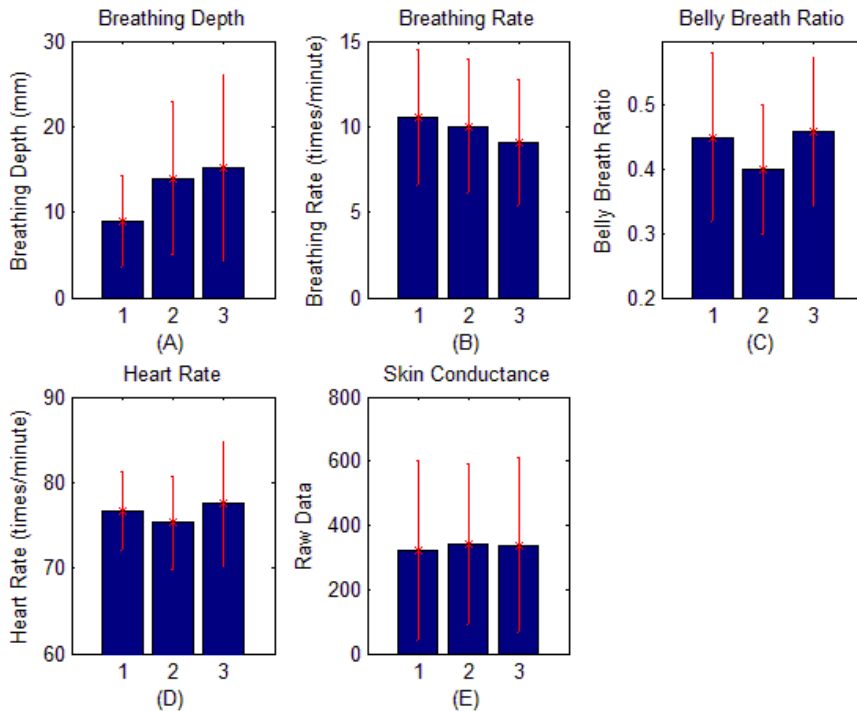 Breathing Depth
Breathing Depth (mm)
30
20
10
0
1 2 3
(A)
Breathing Rate
Breathing Rate (times/minute)
15
10
5
0
1 2 3
(B)
Belly Breath Ratio
Belly Breath Ratio
0.5
0.4
0.3
0.2
1 2 3
(C)
Heart Rate
Heart Rate (times/minute)
90
80
70
60
1 2 3
(D)
Skin Conductance
Raw Data
800
600
400
200
0
1 2 3
(E)